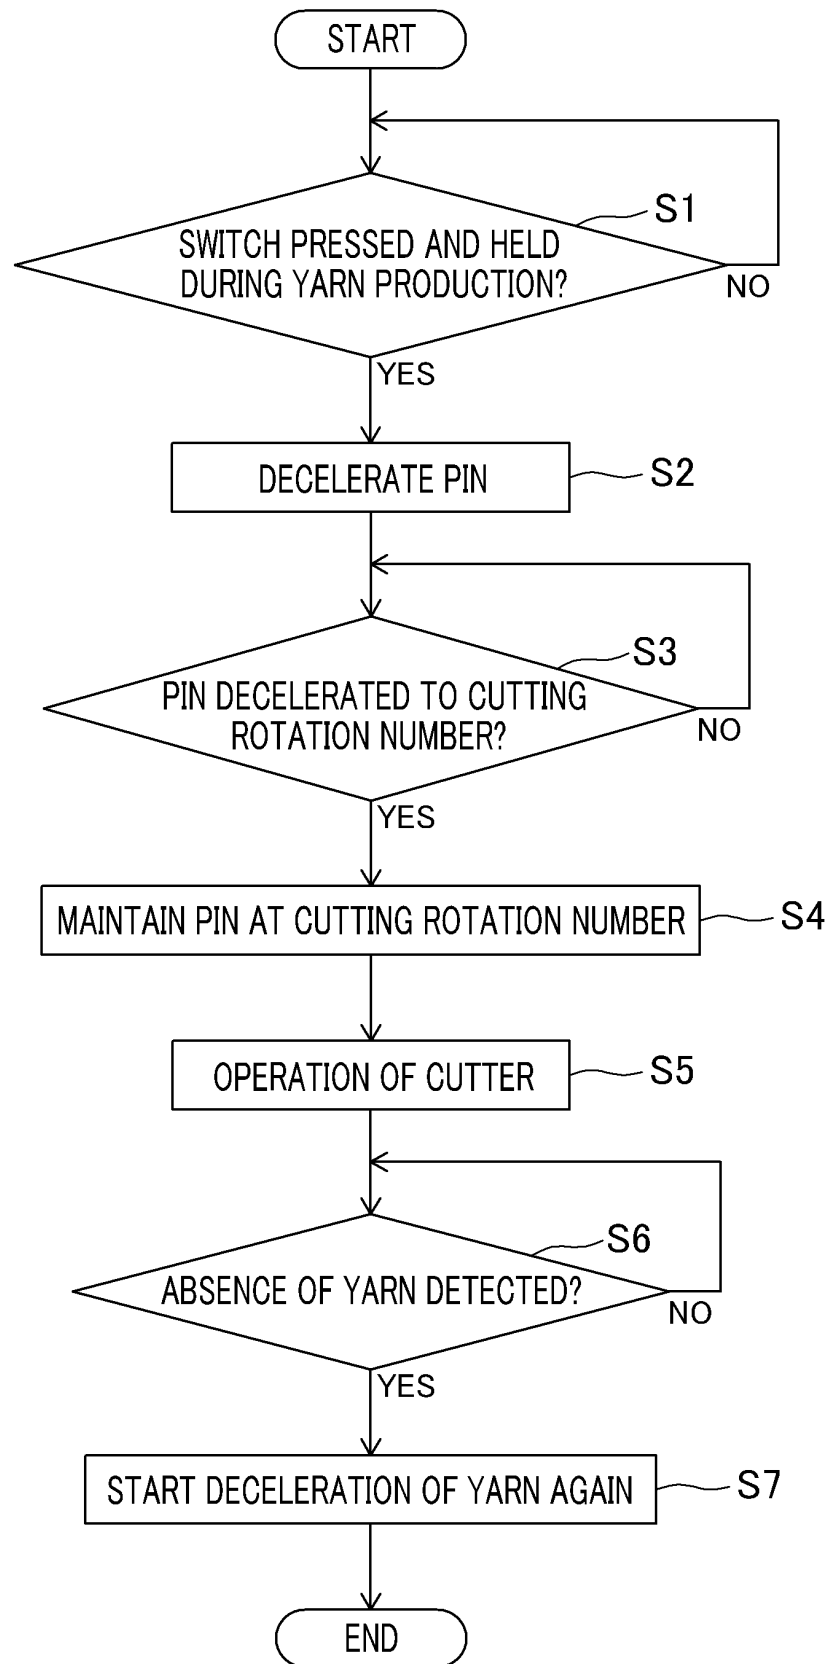 START
S1
SWITCH PRESSED AND HELD
DURING YARN PRODUCTION?
NO
YES
DECELERATE PIN
S2
S3
PIN DECELERATED TO CUTTING
ROTATION NUMBER?
NO
YES
MAINTAIN PIN AT CUTTING ROTATION NUMBER
S4
OPERATION OF CUTTER
S5
S6
ABSENCE OF YARN DETECTED?
NO
YES
START DECELERATION OF YARN AGAIN
S7
END